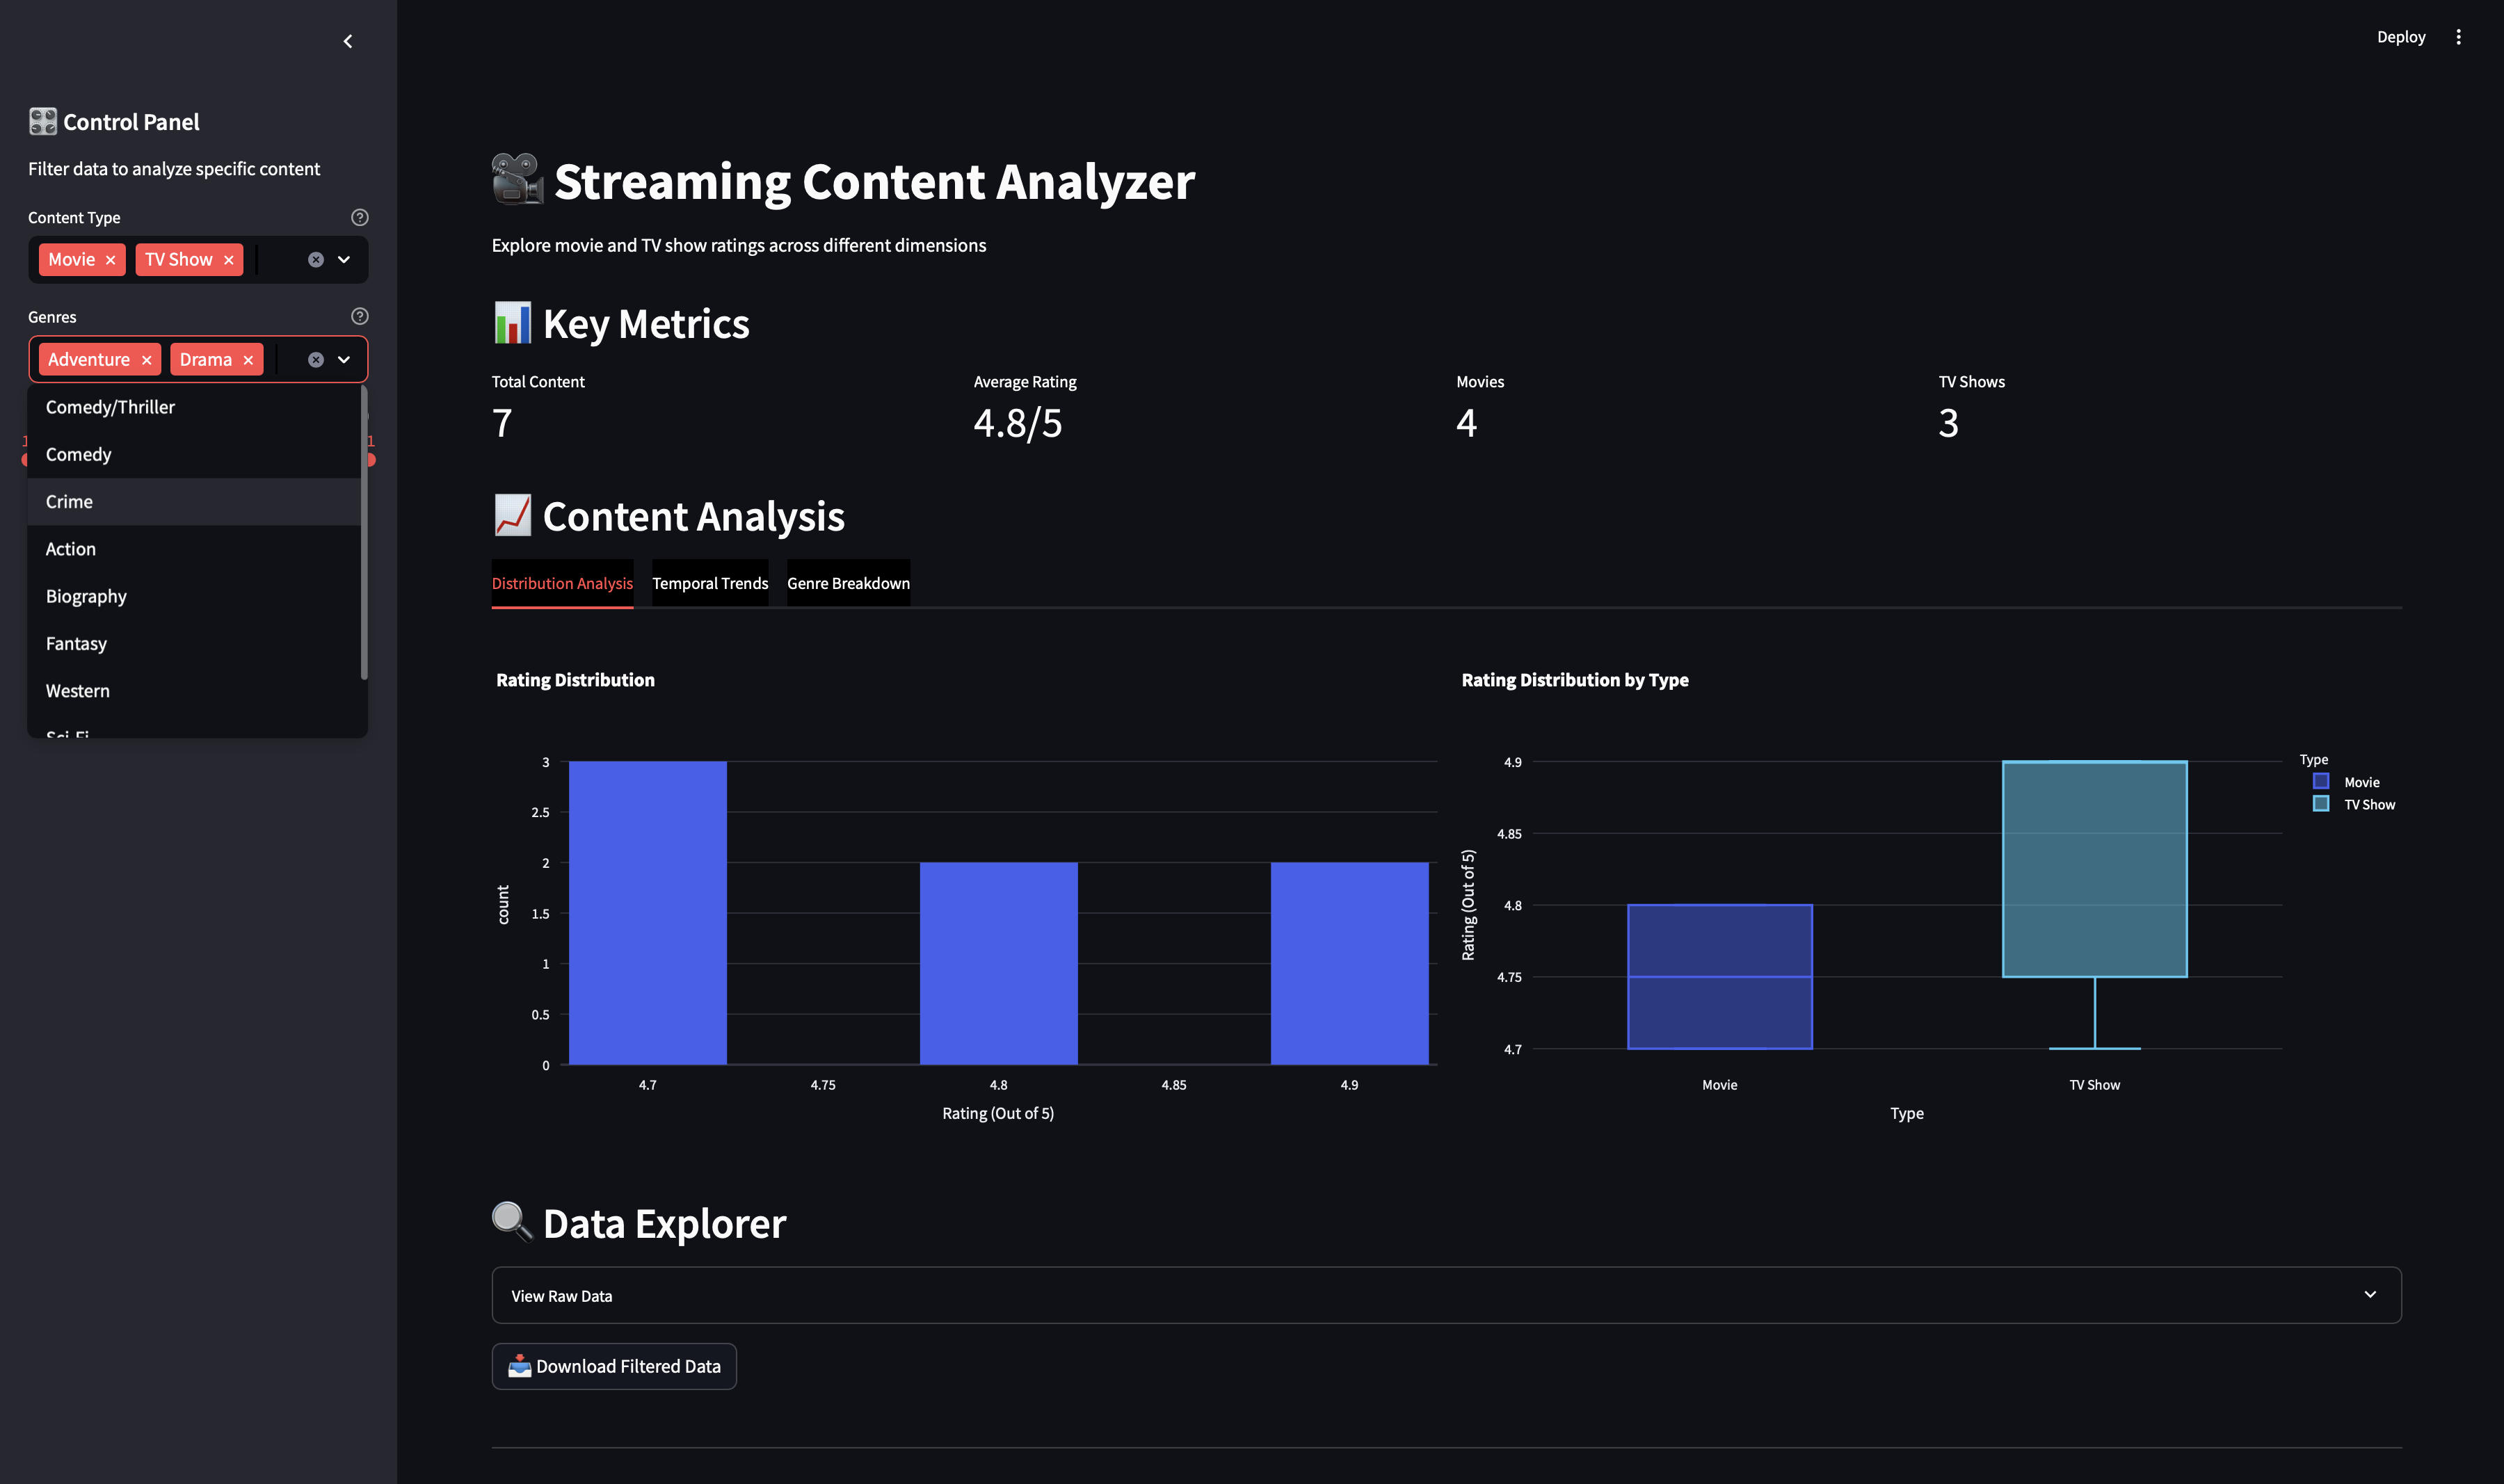 Deploy
Control Panel
Filter data to analyze specific content
Content Type
Movie
TV Show
Genres
Adventure
Drama
Comedy/Thriller
Comedy
Crime
Action
Biography
Fantasy
Western
Streaming Content Analyzer
Explore movie and TV show ratings across different dimensions
Key Metrics
Total Content
7
Average Rating
4.8/5
Movies
4
TV Shows
3
Content Analysis
Distribution Analysis
Temporal Trends
Genre Breakdown
Rating Distribution
3
2.5
2
1.5
1
0.5
0
count
4.7
4.75
4.8
4.85
4.9
Rating (Out of 5)
Rating Distribution by Type
4.9
4.85
4.8
4.75
4.7
Rating (Out of 5)
Movie
TV Show
Type
Type
Movie
TV Show
Data Explorer
View Raw Data
Download Filtered Data